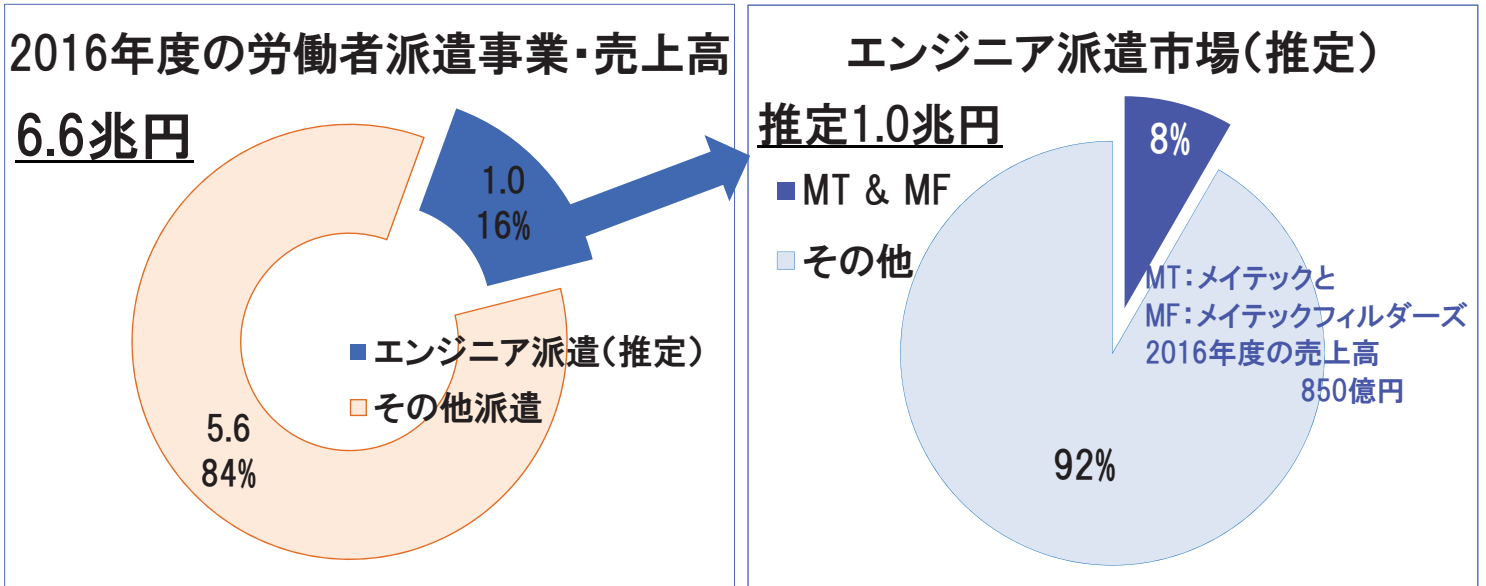 2016年度の労働者派遣事業・売上高
6.6兆円
1.0
16%
■エンジニア派遣(推定)
□その他派遣
5.6
84%
エンジニア派遣市場(推定)
推定1.0兆円
8%
■MT & MF
■その他
MT:メイテックと
MF:メイテックフィルダーズ
2016年度の売上高
850億円
92%